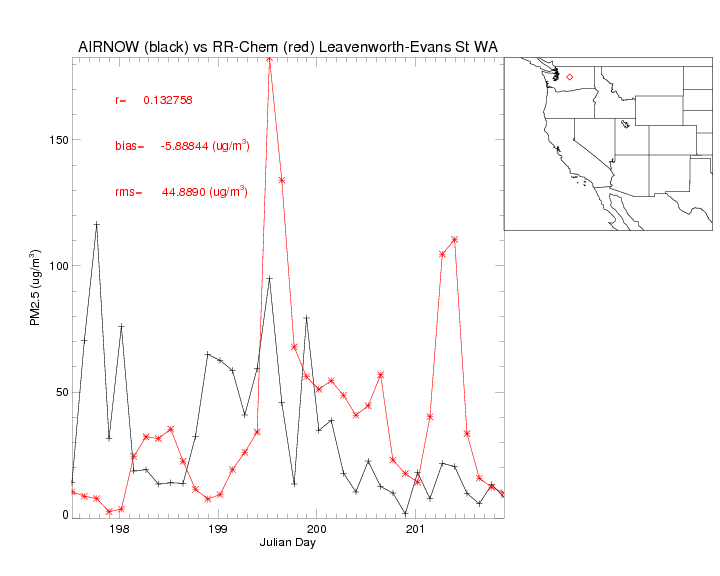 AIRNOW (black) vs RR-Chem (red) Leavenworth-Evans St WA
r= 0.132758
bias= -5.88844 (ug/m³)
rms= 44.8890 (ug/m³)
PM2.5 (ug/m³)
150
100
50
0
198 199 200 201
Julian Day